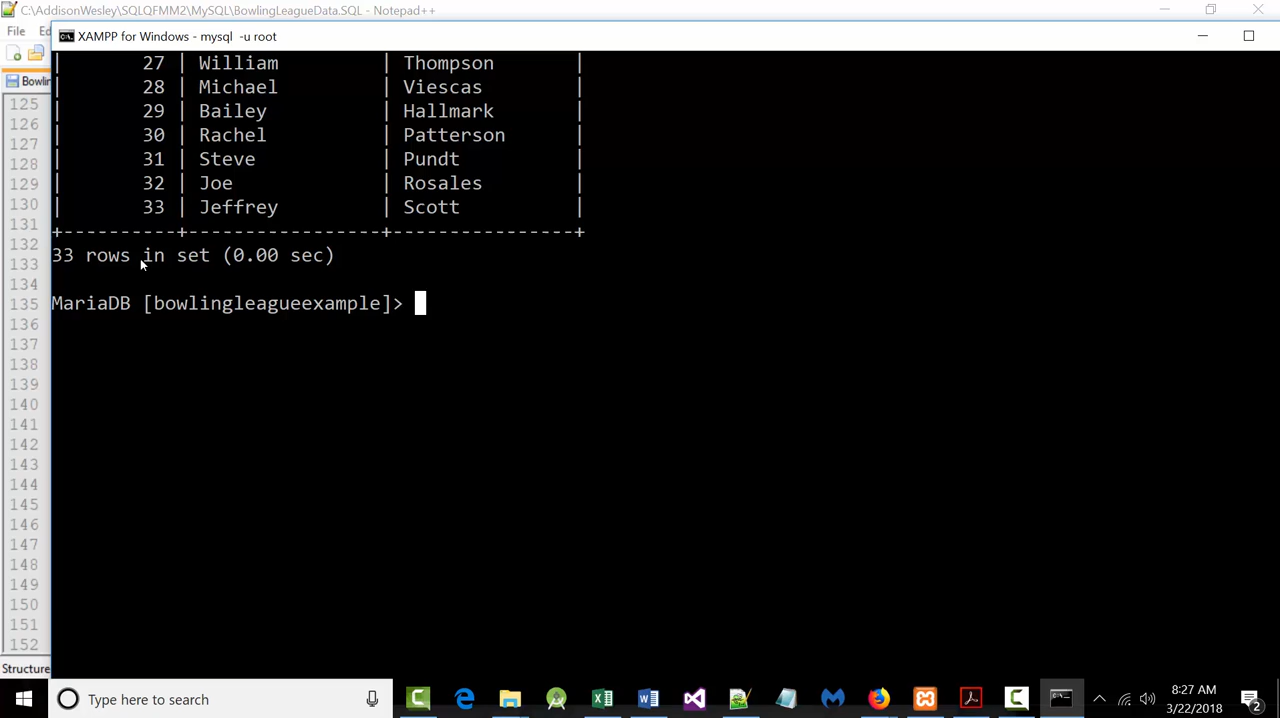 C:\AddisonWesley\SQLQFMM2\MySQL\BowlingLeagueData.SQL - Notepad++
File
XAMPP for Windows - mysql -u root
Bowlin
125
126
127
128
129
130
131
132
133
134
135
136
137
138
139
140
141
142
143
144
145
146
147
148
149
150
151
152
| 27 | William | Thompson |
| 28 | Michael | Viescas |
| 29 | Bailey | Hallmark |
| 30 | Rachel | Patterson |
| 31 | Steve | Pundt |
| 32 | Joe | Rosales |
| 33 | Jeffrey | Scott |
+----------+-----------------+---------------+
33 rows in set (0.00 sec)
MariaDB [bowlingleagueexample]>
Structure
Type here to search
8:27 AM
3/22/2018
2